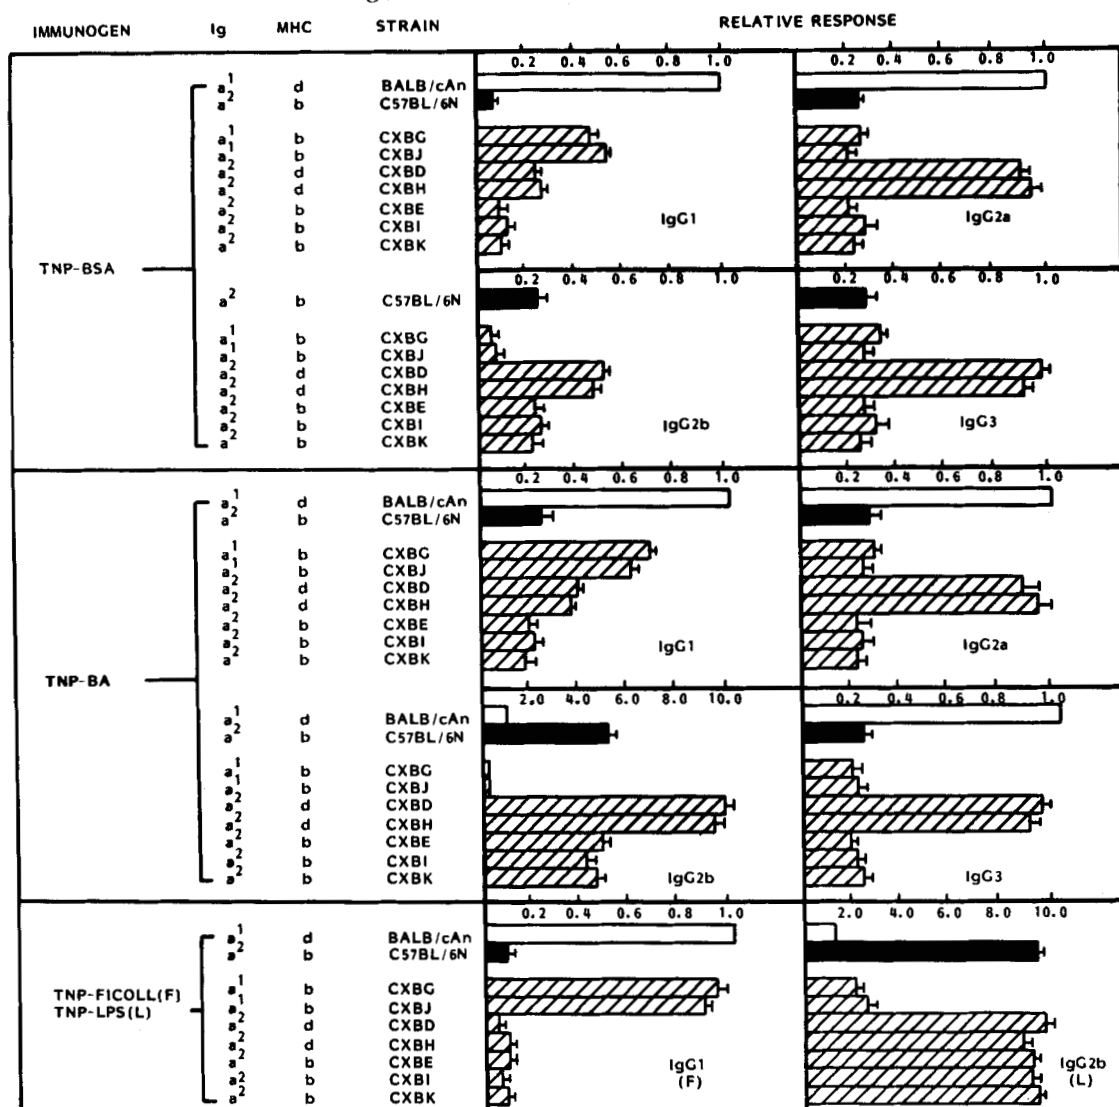 IMMUNOGEN Ig MHC STRAIN RELATIVE RESPONSE
0.2 0.4 0.6 0.8 1.0 0.2 0.4 0.6 0.8 1.0
a1 d BALB/cAn
a2 b C57BL/6N
a1 b CXBG
a1 b CXBJ
a2 d CXBD
a2 d CXBH
a2 b CXBE
a2 b CXBI
a2 b CXBK
IgG1 IgG2a
TNP-BSA
0.2 0.4 0.6 0.8 1.0 0.2 0.4 0.6 0.8 1.0
a2 b C57BL/6N
a1 b CXBG
a1 b CXBJ
a2 d CXBD
a2 d CXBH
a2 b CXBE
a2 b CXBI
a2 b CXBK
IgG2b IgG3
0.2 0.4 0.6 0.8 1.0 0.2 0.4 0.6 0.8 1.0
a1 d BALB/cAn
a2 b C57BL/6N
a1 b CXBG
a1 b CXBJ
a2 d CXBD
a2 d CXBH
a2 b CXBE
a2 b CXBI
a2 b CXBK
IgG1 IgG2a
TNP-BA
2.0 4.0 6.0 8.0 10.0 0.2 0.4 0.6 0.8 1.0
a1 d BALB/cAn
a2 b C57BL/6N
a1 b CXBG
a1 b CXBJ
a2 d CXBD
a2 d CXBH
a2 b CXBE
a2 b CXBI
a2 b CXBK
IgG2b IgG3
0.2 0.4 0.6 0.8 1.0 2.0 4.0 6.0 8.0 10.0
a1 d BALB/cAn
a2 b C57BL/6N
TNP-FICOLL(F)
TNP-LPS(L)
a1 b CXBG
a1 b CXBJ
a2 d CXBD
a2 d CXBH
a2 b CXBE
a2 b CXBI
a2 b CXBK
IgG1 (F)
IgG2b (L)